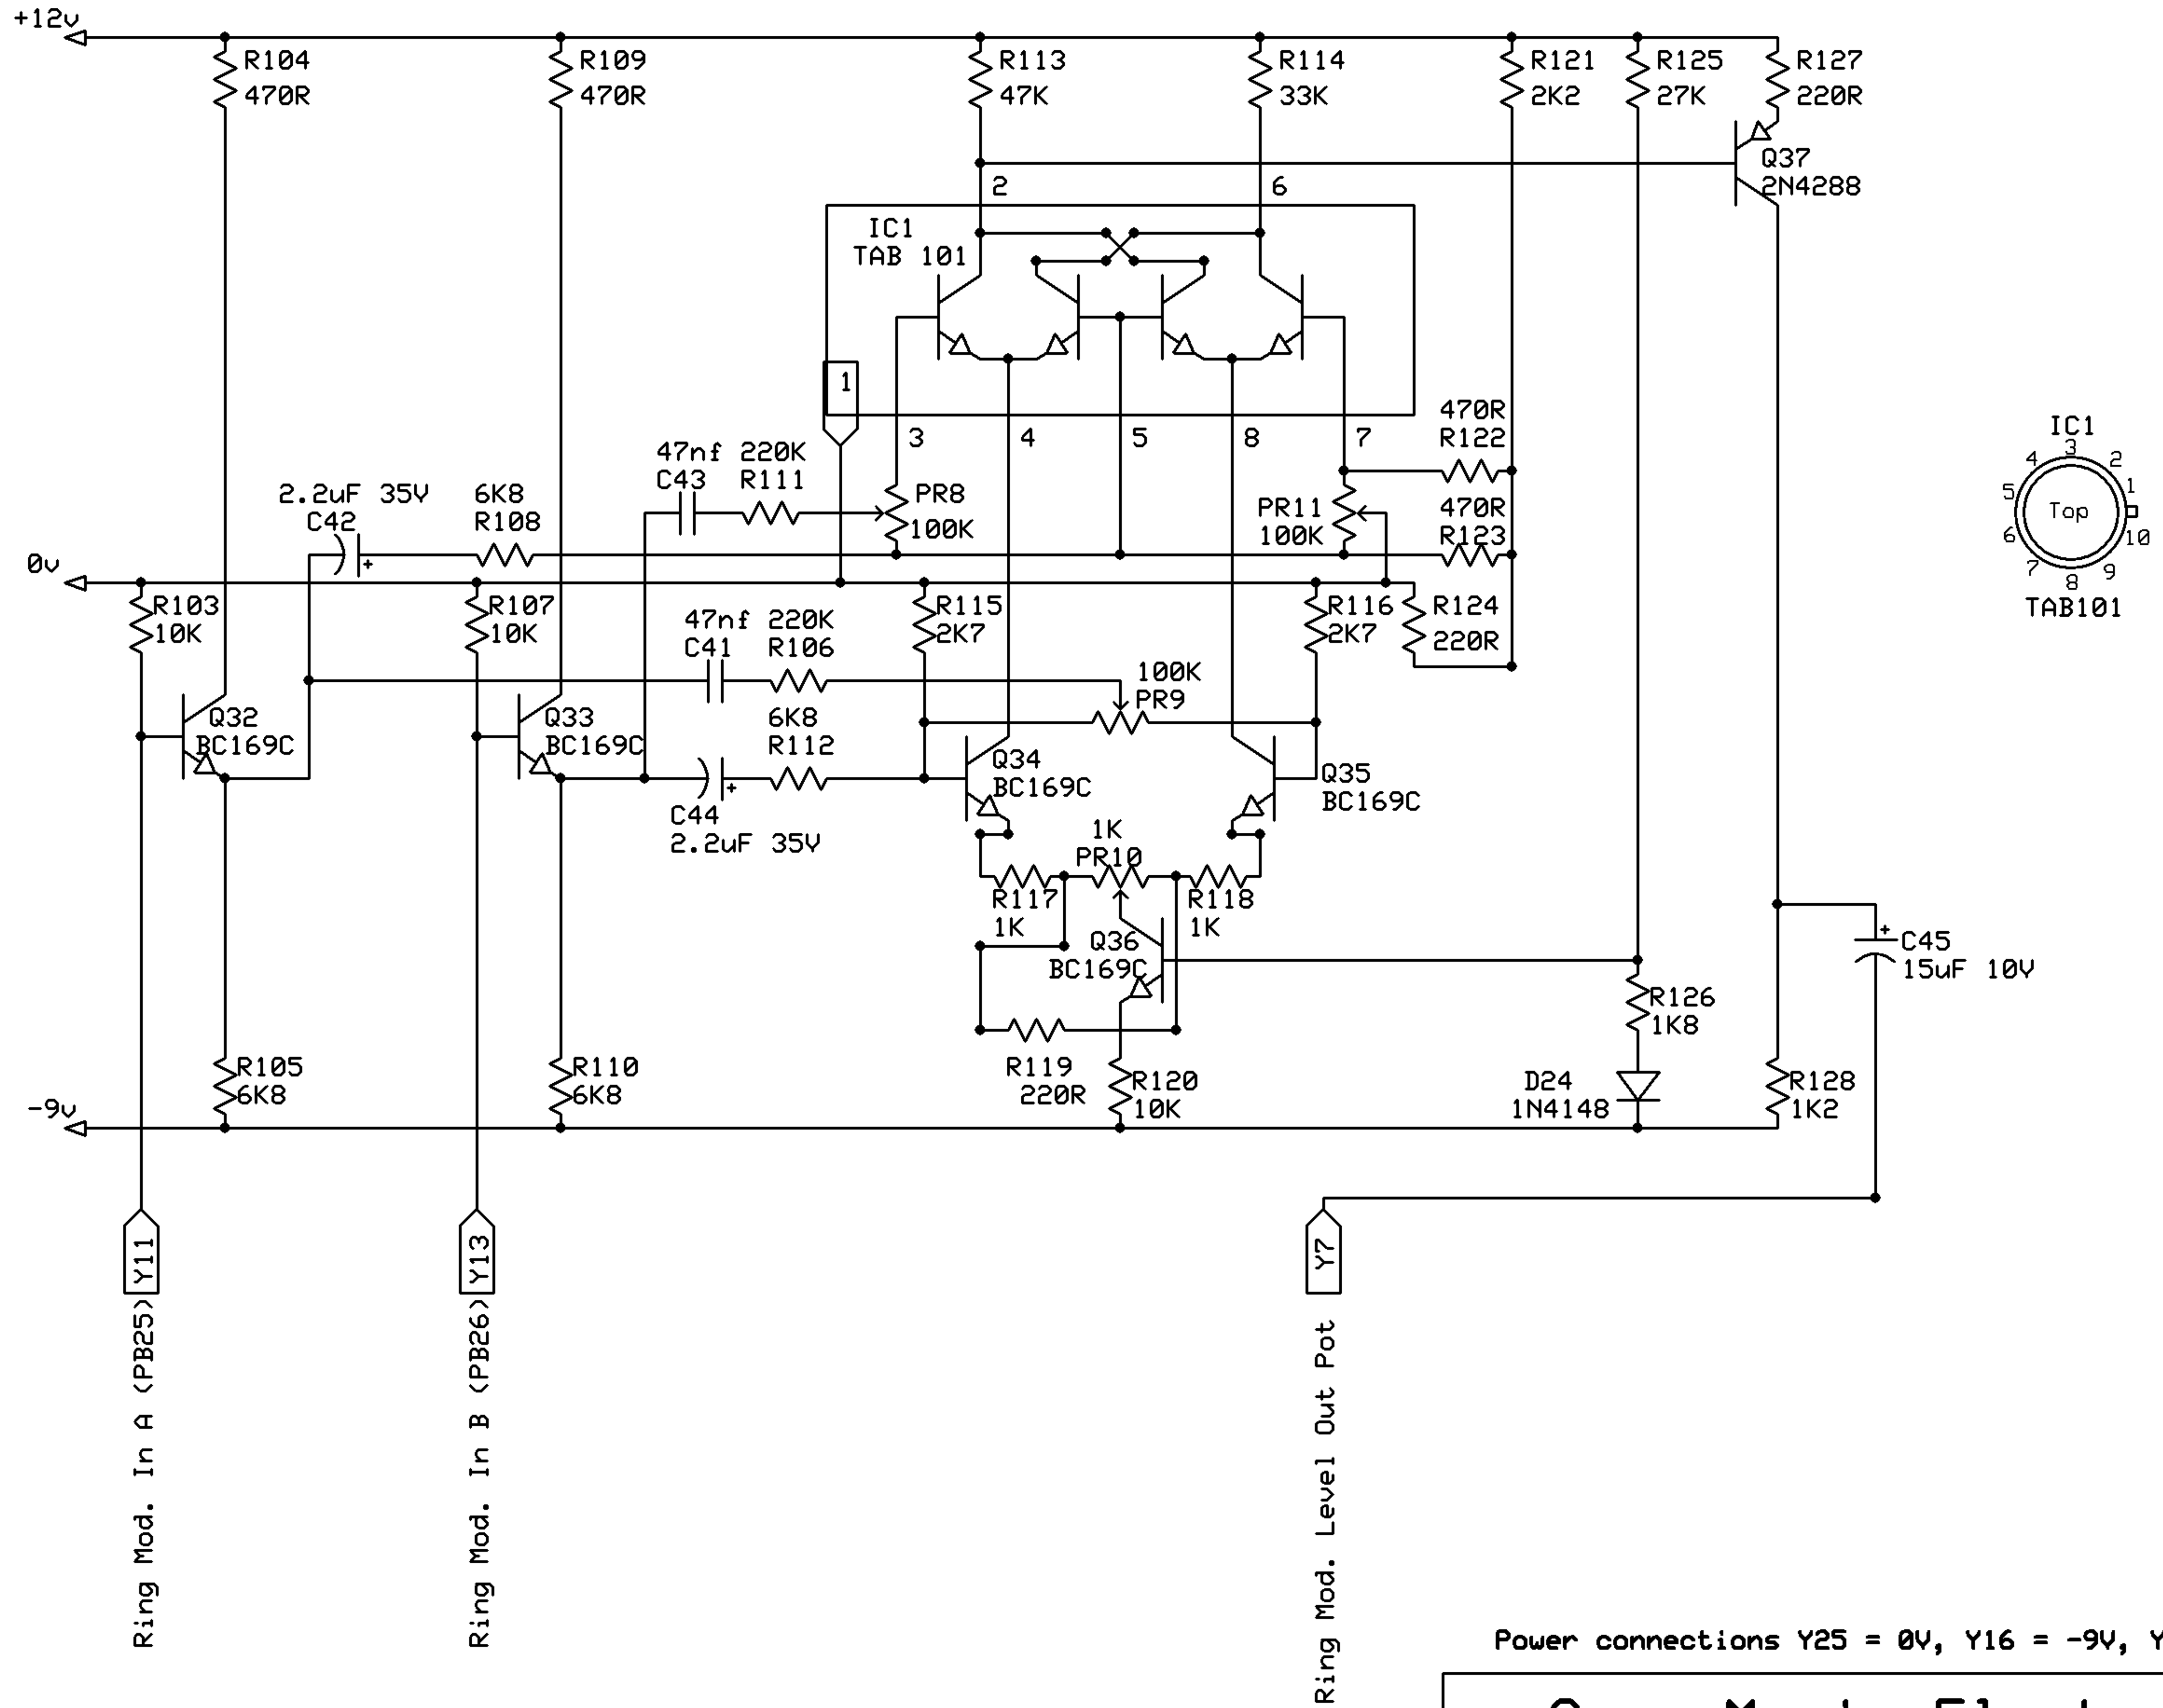 +12v
R104
470R
R109
470R
R113
47K
R114
33K
R121
2K2
R125
27K
R127
220R
Q37
2N4288
2
6
IC1
TAB 101
1
3
4
5
8
7
470R
R122
47nf 220K
C43 R111
PR8
100K
PR11
100K
470R
R123
2.2uF 35V
C42
6K8
R108
IC1
3
4
2
5
1
Top
6
10
7
9
8
TAB101
0v
R103
10K
R107
10K
47nf 220K
C41 R106
R115
2K7
R116
2K7
R124
220R
100K
PR9
Q32
BC169C
Q33
BC169C
6K8
R112
C44
2.2uF 35V
Q34
BC169C
Q35
BC169C
1K
PR10
R117
1K
R118
1K
Q36
BC169C
C45
15uF 10V
R126
1K8
R105
6K8
R110
6K8
R119
220R
R120
10K
D24
1N4148
R128
1K2
-9v
Y11
Ring Mod. In A (PB25)
Y13
Ring Mod. In B (PB26)
Y7
Ring Mod. Level Out Pot
Power connections Y25 = 0V, Y16 = -9V, Y